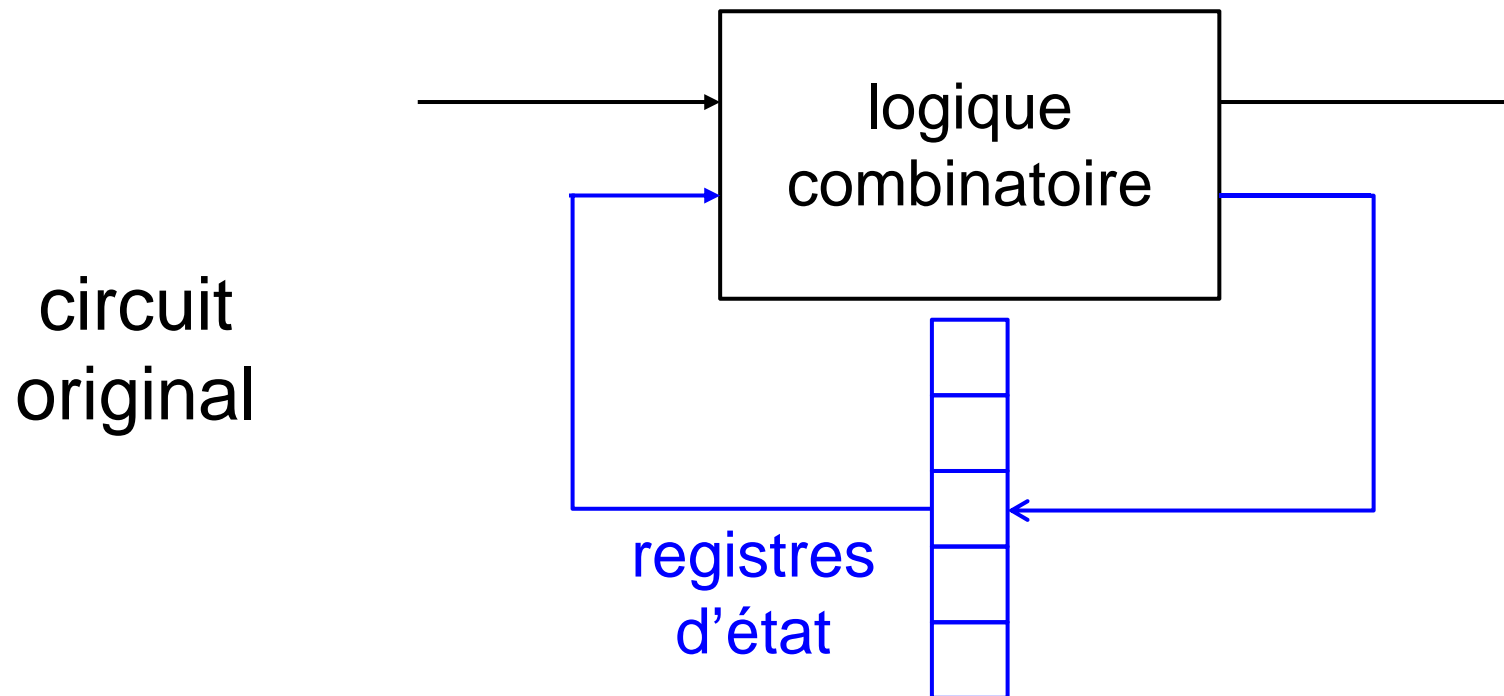 logique
combinatoire
circuit
original
registres
d’état